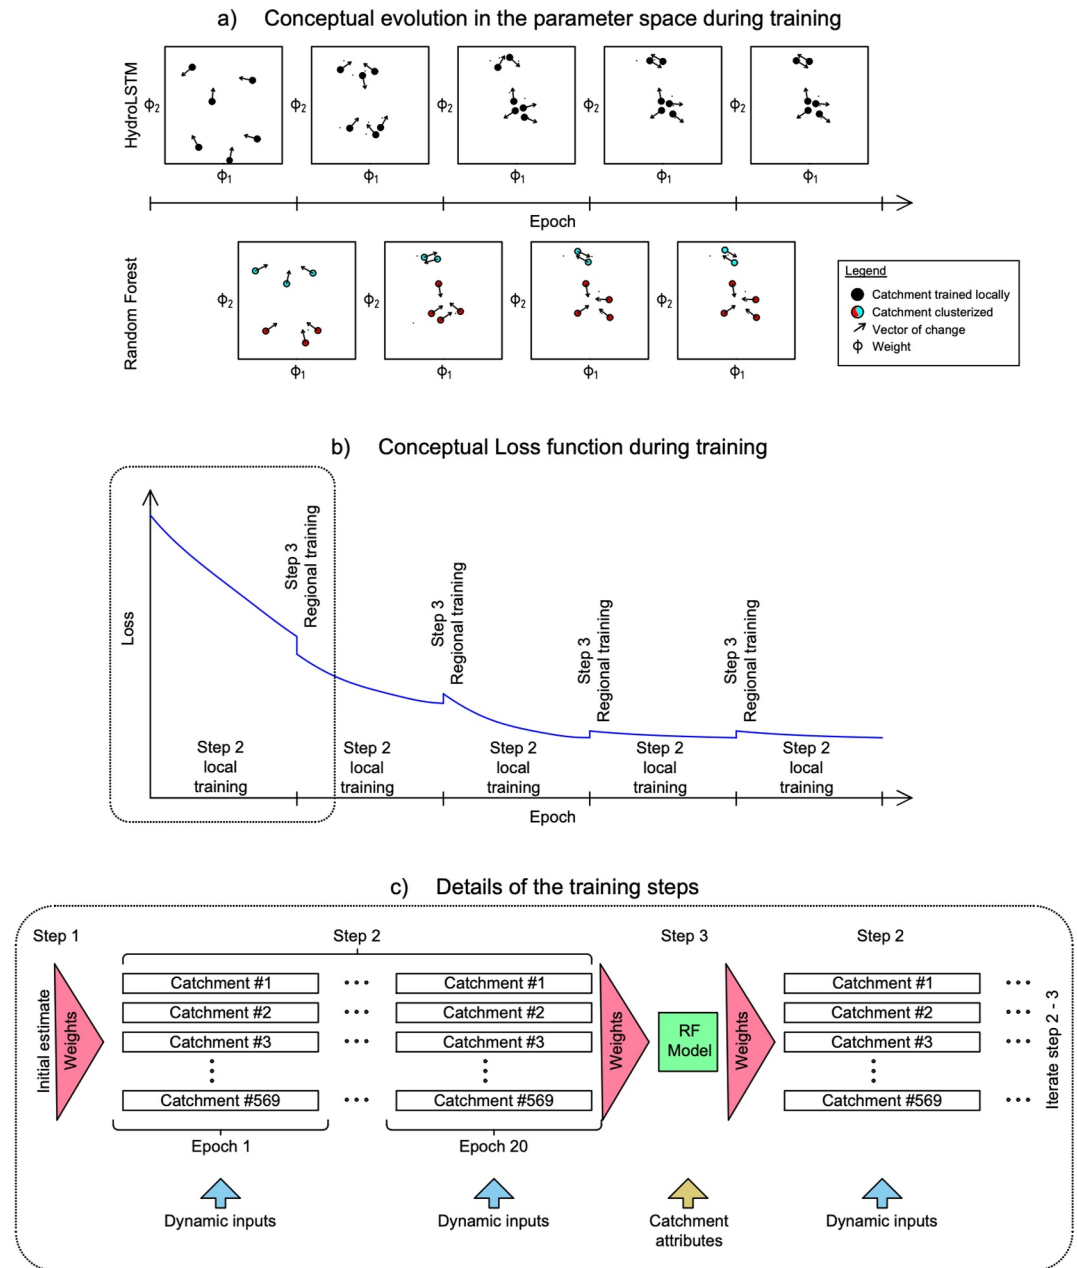 a) Conceptual evolution in the parameter space during training
HydroLSTM
ϕ2
ϕ2
ϕ2
ϕ2
ϕ2
ϕ1
ϕ1
ϕ1
ϕ1
ϕ1
Epoch
Random Forest
ϕ2
ϕ2
ϕ2
ϕ2
ϕ1
ϕ1
ϕ1
ϕ1
Legend
Catchment trained locally
Catchment clusterized
Vector of change
ϕ Weight
b) Conceptual Loss function during training
Loss
Step 3
Regional training
Step 3
Regional training
Step 3
Regional training
Step 3
Regional training
Step 2
local
training
Step 2
local
training
Step 2
local
training
Step 2
local
training
Step 2
local
training
Epoch
c) Details of the training steps
Step 1
Step 2
Step 3
Step 2
Initial estimate
Weights
Catchment #1
Catchment #2
Catchment #3
Catchment #569
Epoch 1
Dynamic inputs
Catchment #1
Catchment #2
Catchment #3
Catchment #569
Epoch 20
Dynamic inputs
Weights
RF
Model
Catchment
attributes
Weights
Catchment #1
Catchment #2
Catchment #3
Catchment #569
Dynamic inputs
Iterate step 2 - 3